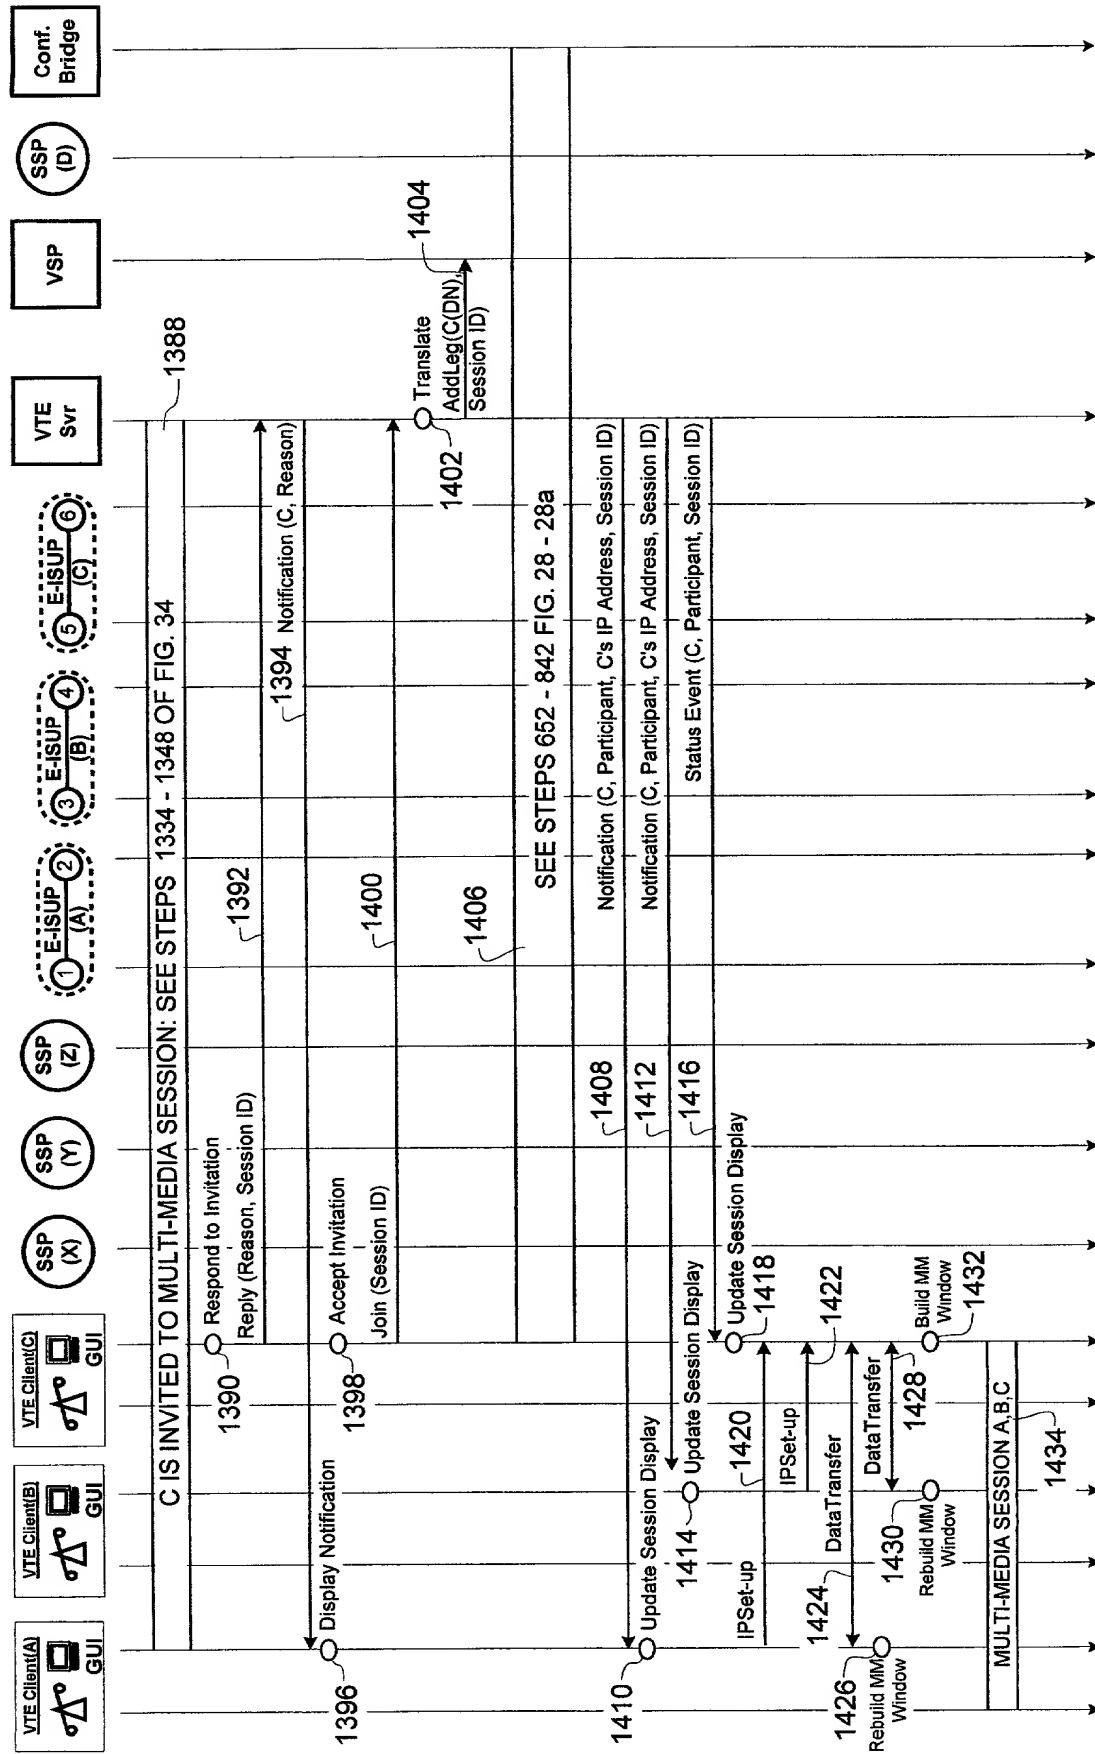 VTE Client(A)
GUI
VTE Client(B)
GUI
VTE Client(C)
GUI
SSP
(X)
SSP
(Y)
SSP
(Z)
E-ISUP
1
2
(A)
E-ISUP
3
4
(B)
E-ISUP
5
6
(C)
VTE
Svr
VSP
SSP
(D)
Conf.
Bridge
C IS INVITED TO MULTI-MEDIA SESSION: SEE STEPS 1334 - 1348 OF FIG. 34
1388
Respond to Invitation
1390
Reply (Reason, Session ID)
1392
1394
Notification (C, Reason)
Display Notification
1396
Accept Invitation
1398
Join (Session ID)
1400
Translate
1402
AddLeg(C(DN),
Session ID)
1404
1406
SEE STEPS 652 - 842 FIG. 28 - 28a
Notification (C, Participant, C's IP Address, Session ID)
1408
Update Session Display
1410
Notification (C, Participant, C's IP Address, Session ID)
1412
Update Session Display
1414
Status Event (C, Participant, Session ID)
1416
Update Session Display
1418
IPSet-up
1420
IPSet-up
1422
DataTransfer
1424
1426
Rebuild MM
Window
DataTransfer
1428
1430
Rebuild MM
Window
Build MM
Window
1432
MULTI-MEDIA SESSION A,B,C
1434